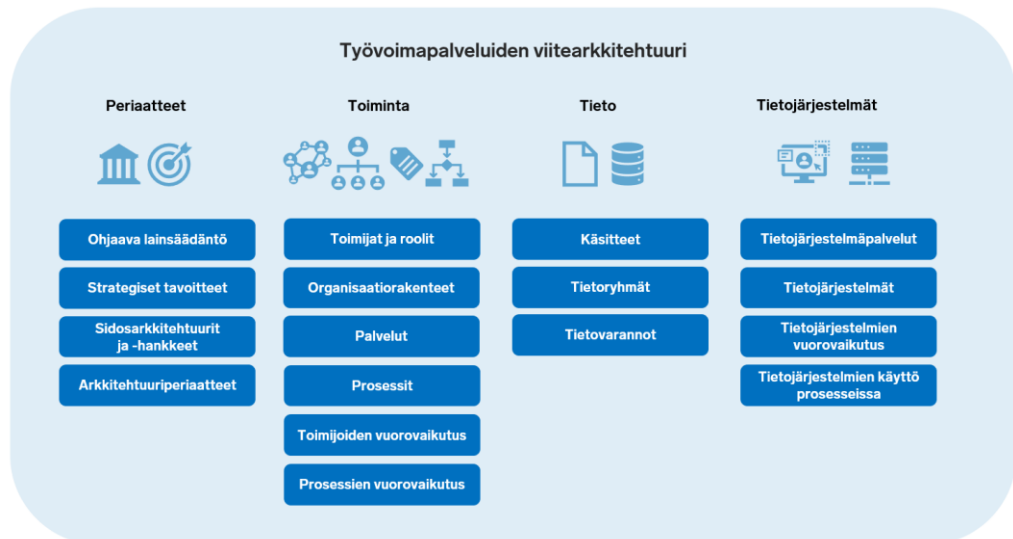 Työvoimapalveluiden viitearkkitehtuuri
Periaatteet
Ohjaava lainsäädäntö
Strategiset tavoitteet
Sidosarkkitehtuurit
ja -hankkeet
Arkkitehtuuriperiaatteet
Toiminta
Toimijat ja roolit
Organisaatiorakenteet
Palvelut
Prosessit
Toimijoiden vuorovaikutus
Prosessien vuorovaikutus
Tieto
Käsitteet
Tietoryhmät
Tietovarannot
Tietojärjestelmät
Tietojärjestelmäpalvelut
Tietojärjestelmät
Tietojärjestelmien
vuorovaikutus
Tietojärjestelmien käyttö
prosesseissa